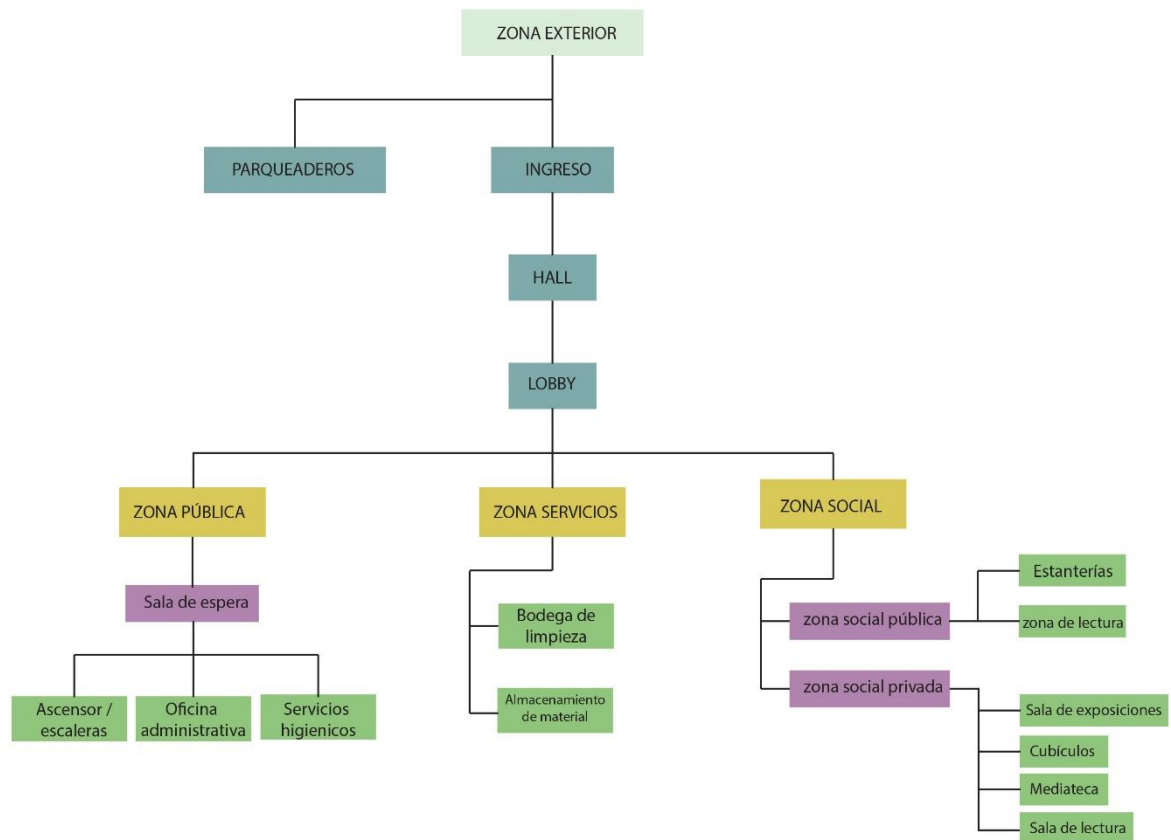 ZONA EXTERIOR
PARQUEADEROS
INGRESO
HALL
LOBBY
ZONA PÚBLICA
ZONA SERVICIOS
ZONA SOCIAL
Sala de espera
Ascensor /
escaleras
Oficina
administrativa
Servicios
higienicos
Bodega de
limpieza
Almacenamiento
de material
zona social pública
Estanterías
zona de lectura
zona social privada
Sala de exposiciones
Cubículos
Mediateca
Sala de lectura